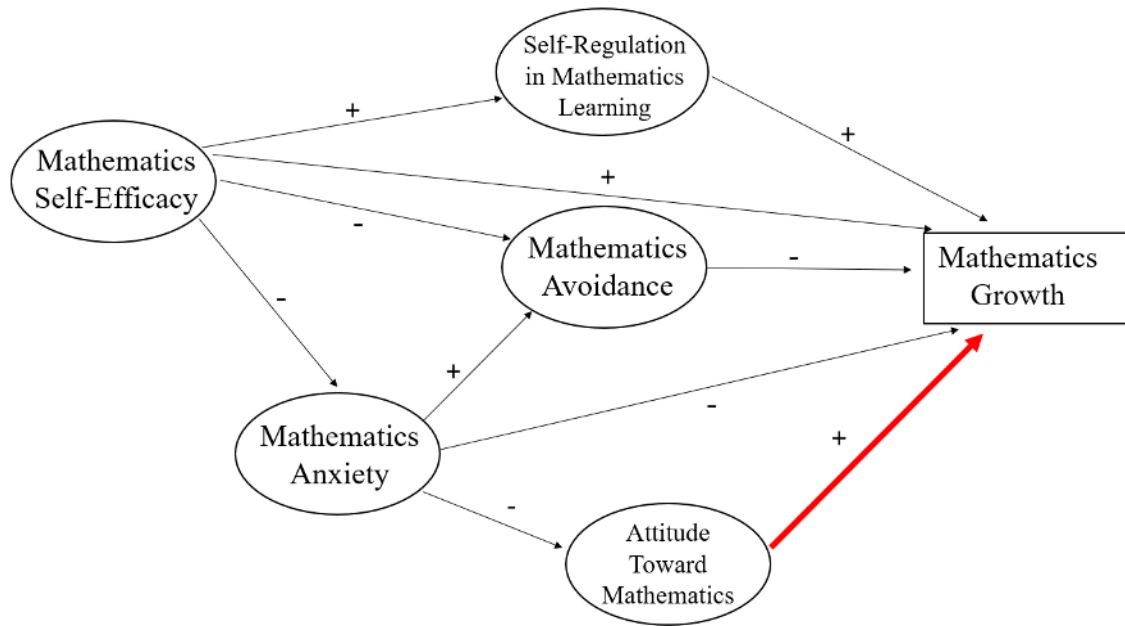 Self-Regulation
in Mathematics
Learning
+
+
Mathematics
Self-Efficacy
+
-
Mathematics
Avoidance
-
Mathematics
Growth
-
+
Mathematics
Anxiety
-
+
-
Attitude
Toward
Mathematics